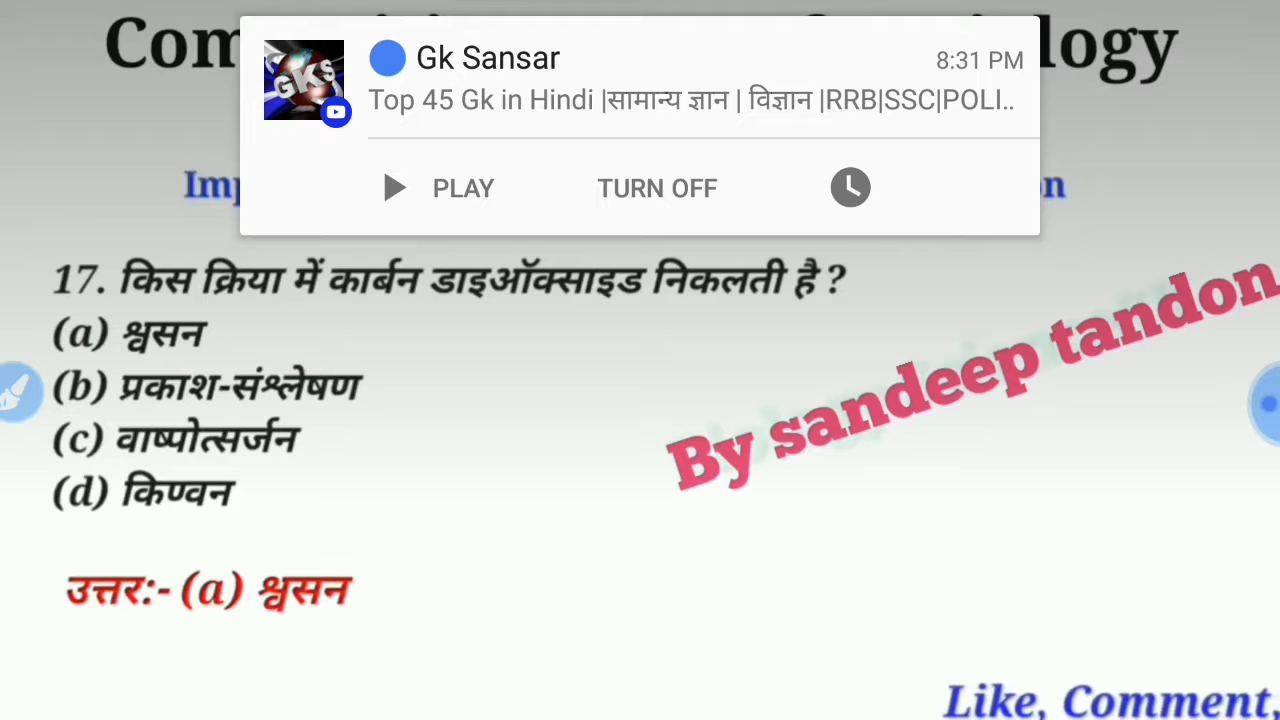 Com logy
Gk Sansar 8:31 PM
Top 45 Gk in Hindi |सामान्य ज्ञान | विज्ञान |RRB|SSC|POLI..
PLAY TURN OFF
17. किस क्रिया में कार्बन डाइऑक्साइड निकलती है ?
(a) श्वसन
(b) प्रकाश-संश्लेषण
(c) वाष्पोत्सर्जन
(d) किण्वन
By sandeep tandon
उत्तर:- (a) श्वसन
Like, Comment,